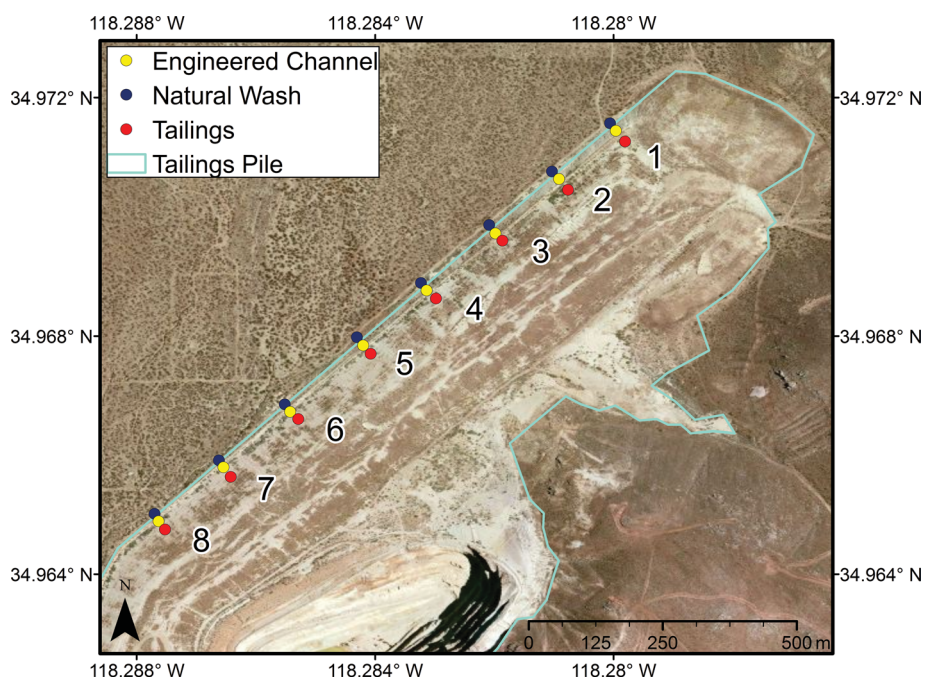 118.288° W 118.284° W 118.28° W
Engineered Channel
Natural Wash
Tailings
Tailings Pile
34.972° N 34.972° N
1
2
3
4
34.968° N 34.968° N
5
6
7
8
34.964° N 34.964° N
N
0 125 250 500 m
118.288° W 118.284° W 118.28° W